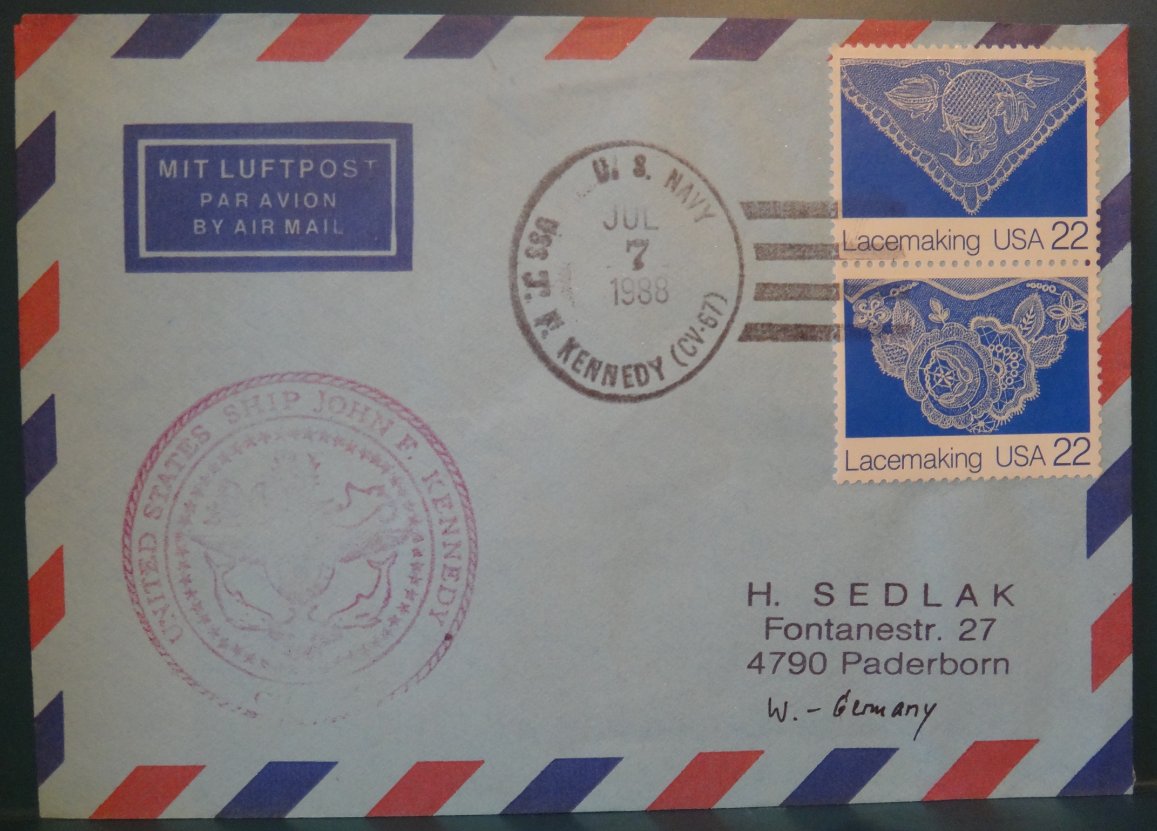 MIT LUFTPOST
PAR AVION
BY AIR MAIL
U. S. NAVY
JUL
7
1988
USS J. F. KENNEDY (CV-67)
Lacemaking USA 22
Lacemaking USA 22
UNITED STATES SHIP JOHN F. KENNEDY
H. SEDLAK
Fontanestr. 27
4790 Paderborn
W. - Germany